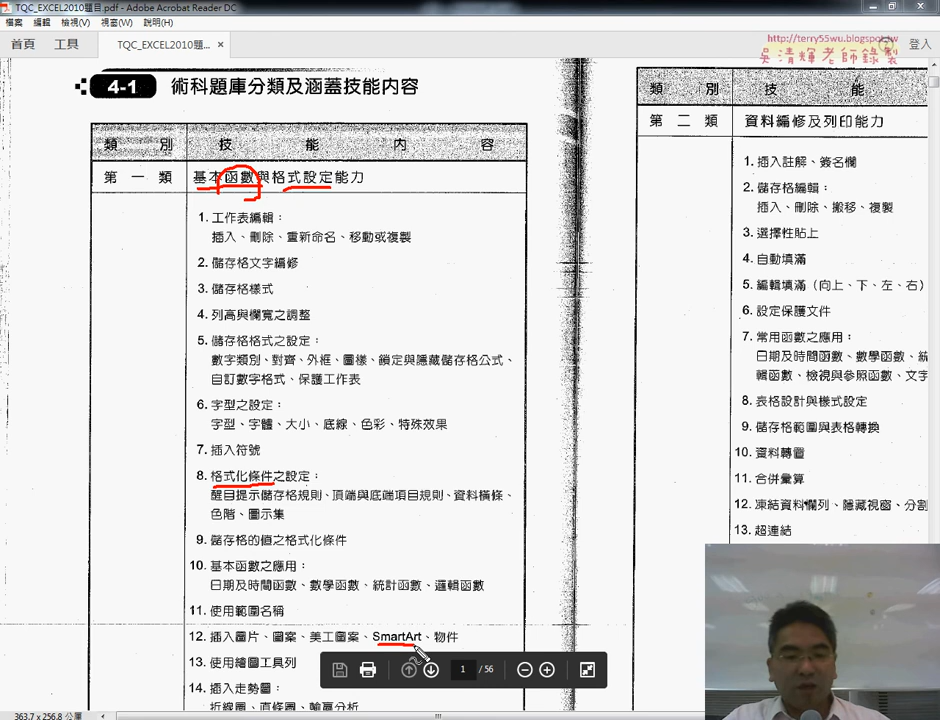 TQC_EXCEL2010題目.pdf - Adobe Acrobat Reader DC
檔案 編輯 檢視(V) 視窗(W) 說明(H)
首頁 工具 TQC_EXCEL2010題... ×
登入
http://terry55wu.blogspot.tw
吳清輝老師錄製
4-1 術科題庫分類及涵蓋技能內容
類別 技能內容
第一類 基本函數與格式設定能力
1. 工作表編輯：
插入、刪除、重新命名、移動或複製
2. 儲存格文字編修
3. 儲存格樣式
4. 列高與欄寬之調整
5. 儲存格格式之設定：
數字類別、對齊、外框、圖樣、鎖定與隱藏儲存格公式、
自訂數字格式、保護工作表
6. 字型之設定：
字型、字體、大小、底線、色彩、特殊效果
7. 插入符號
8. 格式化條件之設定：
醒目提示儲存格規則、頂端與底端項目規則、資料橫條、
色階、圖示集
9. 儲存格的值之格式化條件
10. 基本函數之應用：
日期及時間函數、數學函數、統計函數、邏輯函數
11. 使用範圍名稱
12. 插入圖片、圖案、美工圖案、SmartArt、物件
13. 使用繪圖工具列
14. 插入走勢圖：
折線圖、直條圖、輸贏分析
類別 技能
第二類 資料編修及列印能力
1. 插入註解、簽名欄
2. 儲存格編輯：
插入、刪除、搬移、複製
3. 選擇性貼上
4. 自動填滿
5. 編輯填滿（向上、下、左、右）
6. 設定保護文件
7. 常用函數之應用：
日期及時間函數、數學函數、統
輯函數、檢視與參照函數、文字
8. 表格設計與樣式設定
9. 儲存格範圍與表格轉換
10. 資料轉置
11. 合併彙算
12. 凍結資料欄列、隱藏視窗、分割
13. 超連結
1 / 56
363.7 x 256.8 公厘